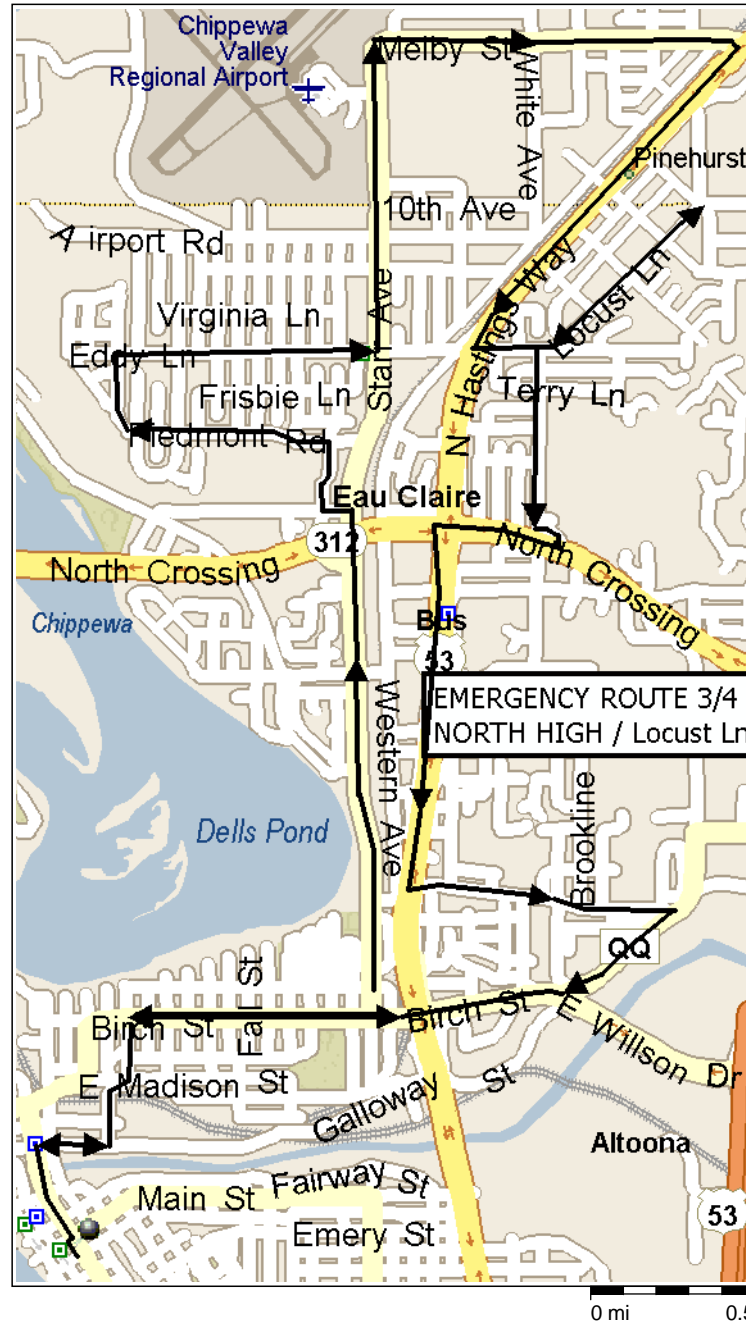 Chippewa
Valley
Regional Airport
Melby St
White Ave
Pinehurst
10th Ave
Airport Rd
N Hastings Way
Locust Ln
Virginia Ln
Starr Ave
Eddy Ln
Frisbie Ln
Terry Ln
Piedmont Rd
Eau Claire
312
North Crossing
North Crossing
Chippewa
Bus
53
EMERGENCY ROUTE 3/4
NORTH HIGH / Locust Ln
Western Ave
Dells Pond
Brookline
QQ
Fall St
Birch St
Birch St
E Willson Dr
E Madison St
Galloway St
Altoona
Fairway St
Main St
53
Emery St
0 mi
0.5